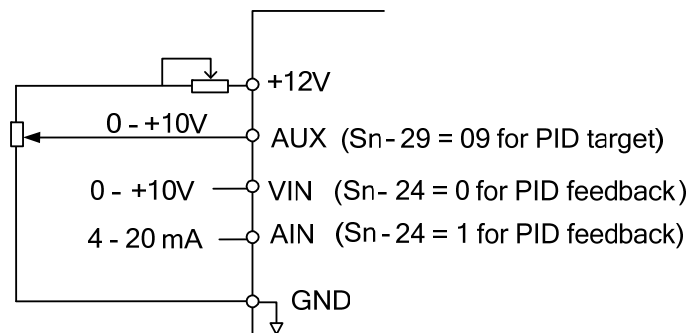 +12V
0 - +10V AUX (Sn-29 = 09 for PID target)
0 - +10V VIN (Sn-24 = 0 for PID feedback)
4 - 20 mA AIN (Sn-24 = 1 for PID feedback)
GND